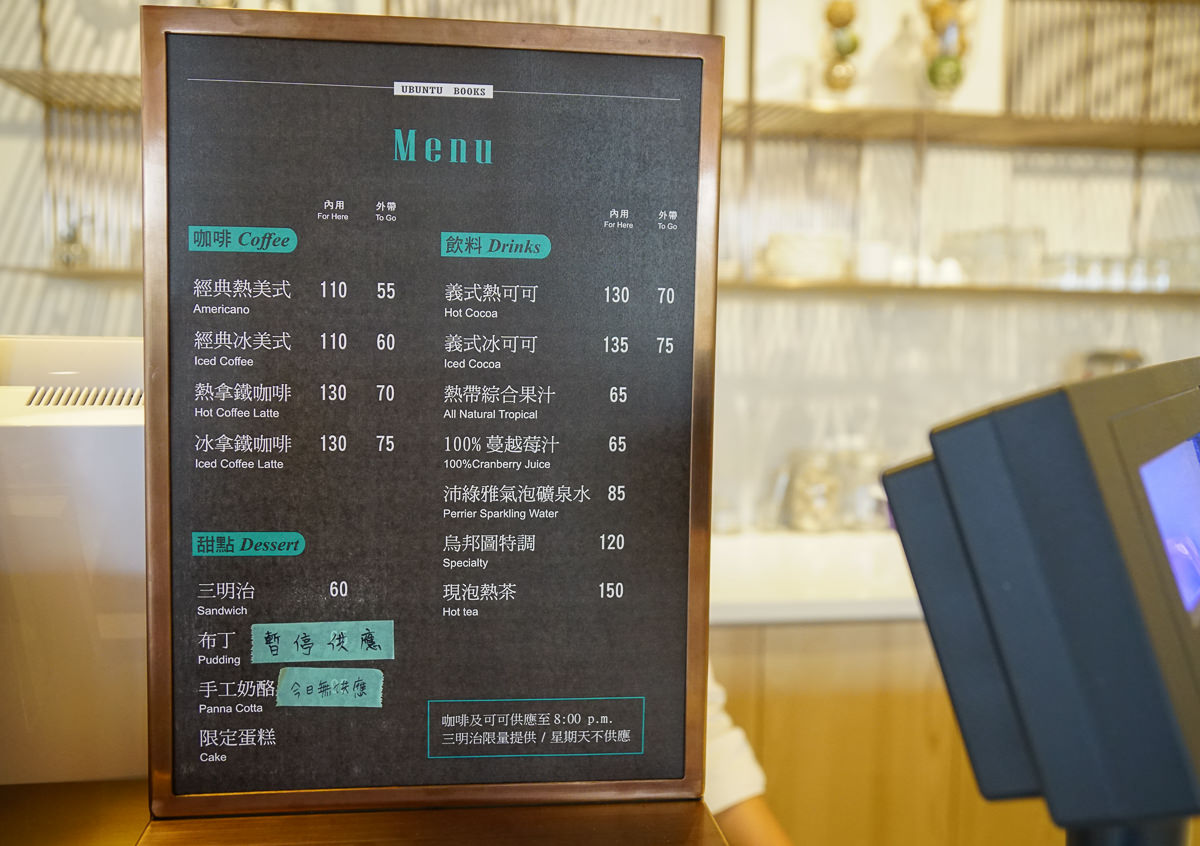 UBUNTU BOOKS
Menu
內用 外帶
For Here To Go
咖啡 Coffee
經典熱美式 110 55
Americano
經典冰美式 110 60
Iced Coffee
熱拿鐵咖啡 130 70
Hot Coffee Latte
冰拿鐵咖啡 130 75
Iced Coffee Latte
甜點 Dessert
三明治 60
Sandwich
布丁 暫停供應
Pudding
手工奶酪 今日無供應
Panna Cotta
限定蛋糕
Cake
內用 外帶
For Here To Go
飲料 Drinks
義式熱可可 130 70
Hot Cocoa
義式冰可可 135 75
Iced Cocoa
熱帶綜合果汁 65
All Natural Tropical
100% 蔓越莓汁 65
100%Cranberry Juice
沛綠雅氣泡礦泉水 85
Perrier Sparkling Water
烏邦圖特調 120
Specialty
現泡熱茶 150
Hot tea
咖啡及可可供應至 8:00 p.m.
三明治限量提供 / 星期天不供應